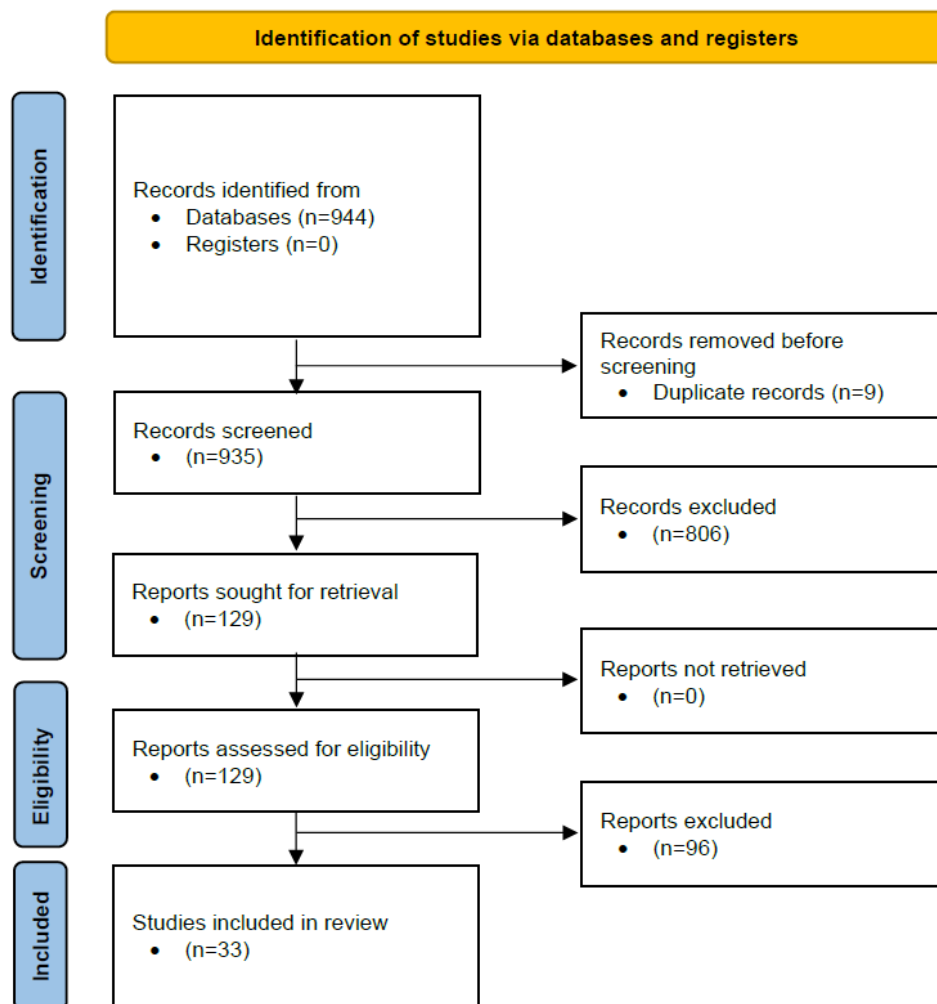 Identification of studies via databases and registers
Identification
Records identified from
• Databases (n=944)
• Registers (n=0)
Records removed before
screening
• Duplicate records (n=9)
Screening
Records screened
• (n=935)
Records excluded
• (n=806)
Reports sought for retrieval
• (n=129)
Reports not retrieved
• (n=0)
Eligibility
Reports assessed for eligibility
• (n=129)
Reports excluded
• (n=96)
Included
Studies included in review
• (n=33)